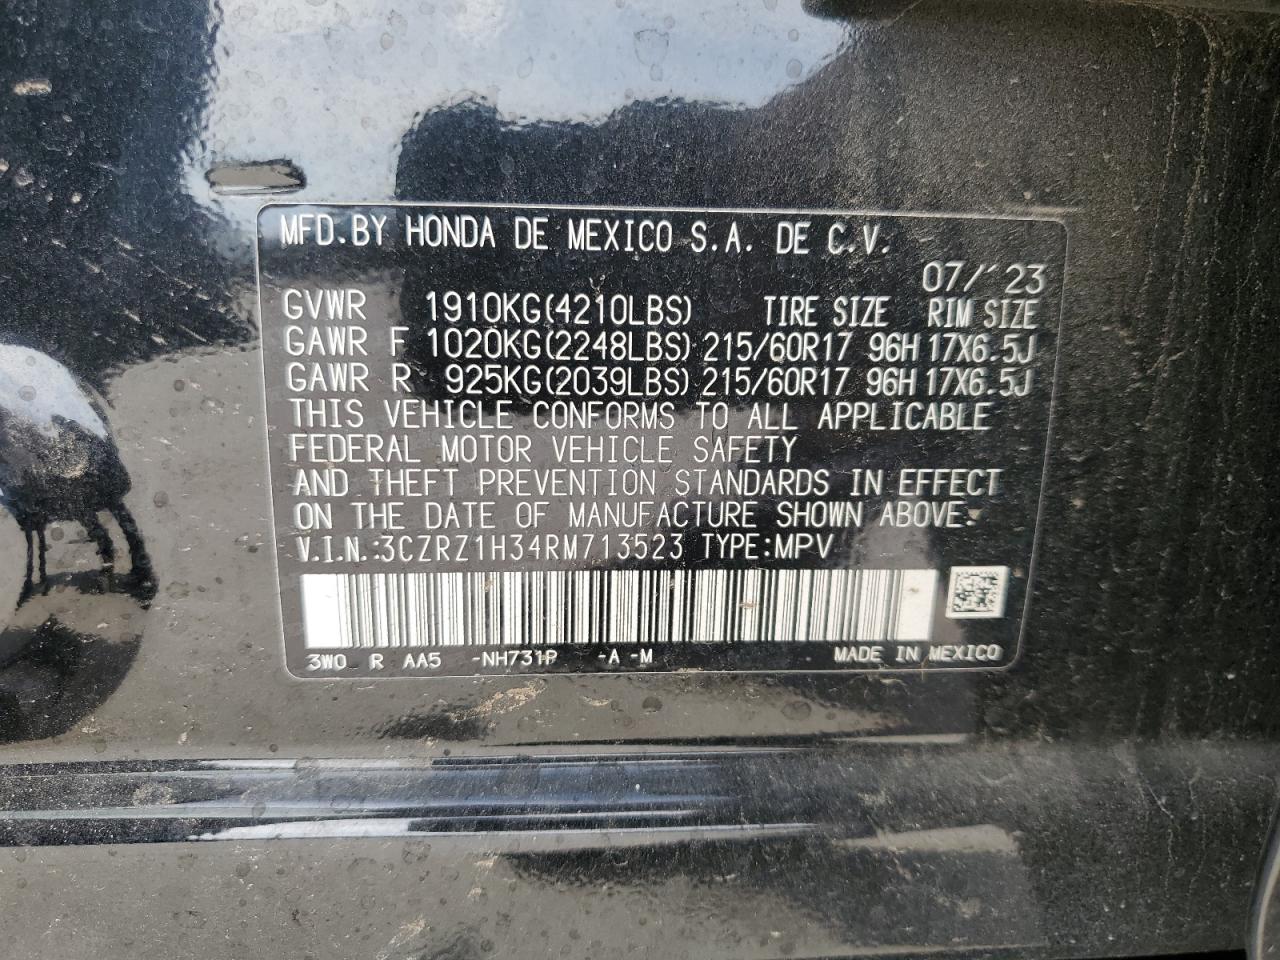 MFD.BY HONDA DE MEXICO S.A. DE C.V.
07/'23
GVWR 1910KG(4210LBS) TIRE SIZE RIM SIZE
GAWR F 1020KG(2248LBS) 215/60R17 96H 17X6.5J
GAWR R 925KG(2039LBS) 215/60R17 96H 17X6.5J
THIS VEHICLE CONFORMS TO ALL APPLICABLE
FEDERAL MOTOR VEHICLE SAFETY
AND THEFT PREVENTION STANDARDS IN EFFECT
ON THE DATE OF MANUFACTURE SHOWN ABOVE.
V.I.N.:3CZRZ1H34RM713523 TYPE:MPV
3W0 R AA5 -NH731P -A -M MADE IN MEXICO